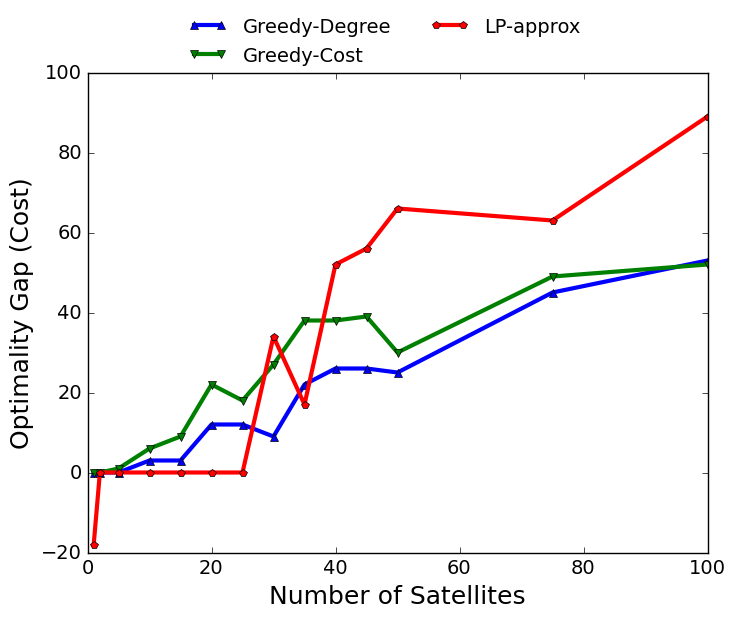 Greedy-Degree
LP-approx
Greedy-Cost
100
80
60
40
20
0
−20
Optimality Gap (Cost)
0 20 40 60 80 100
Number of Satellites